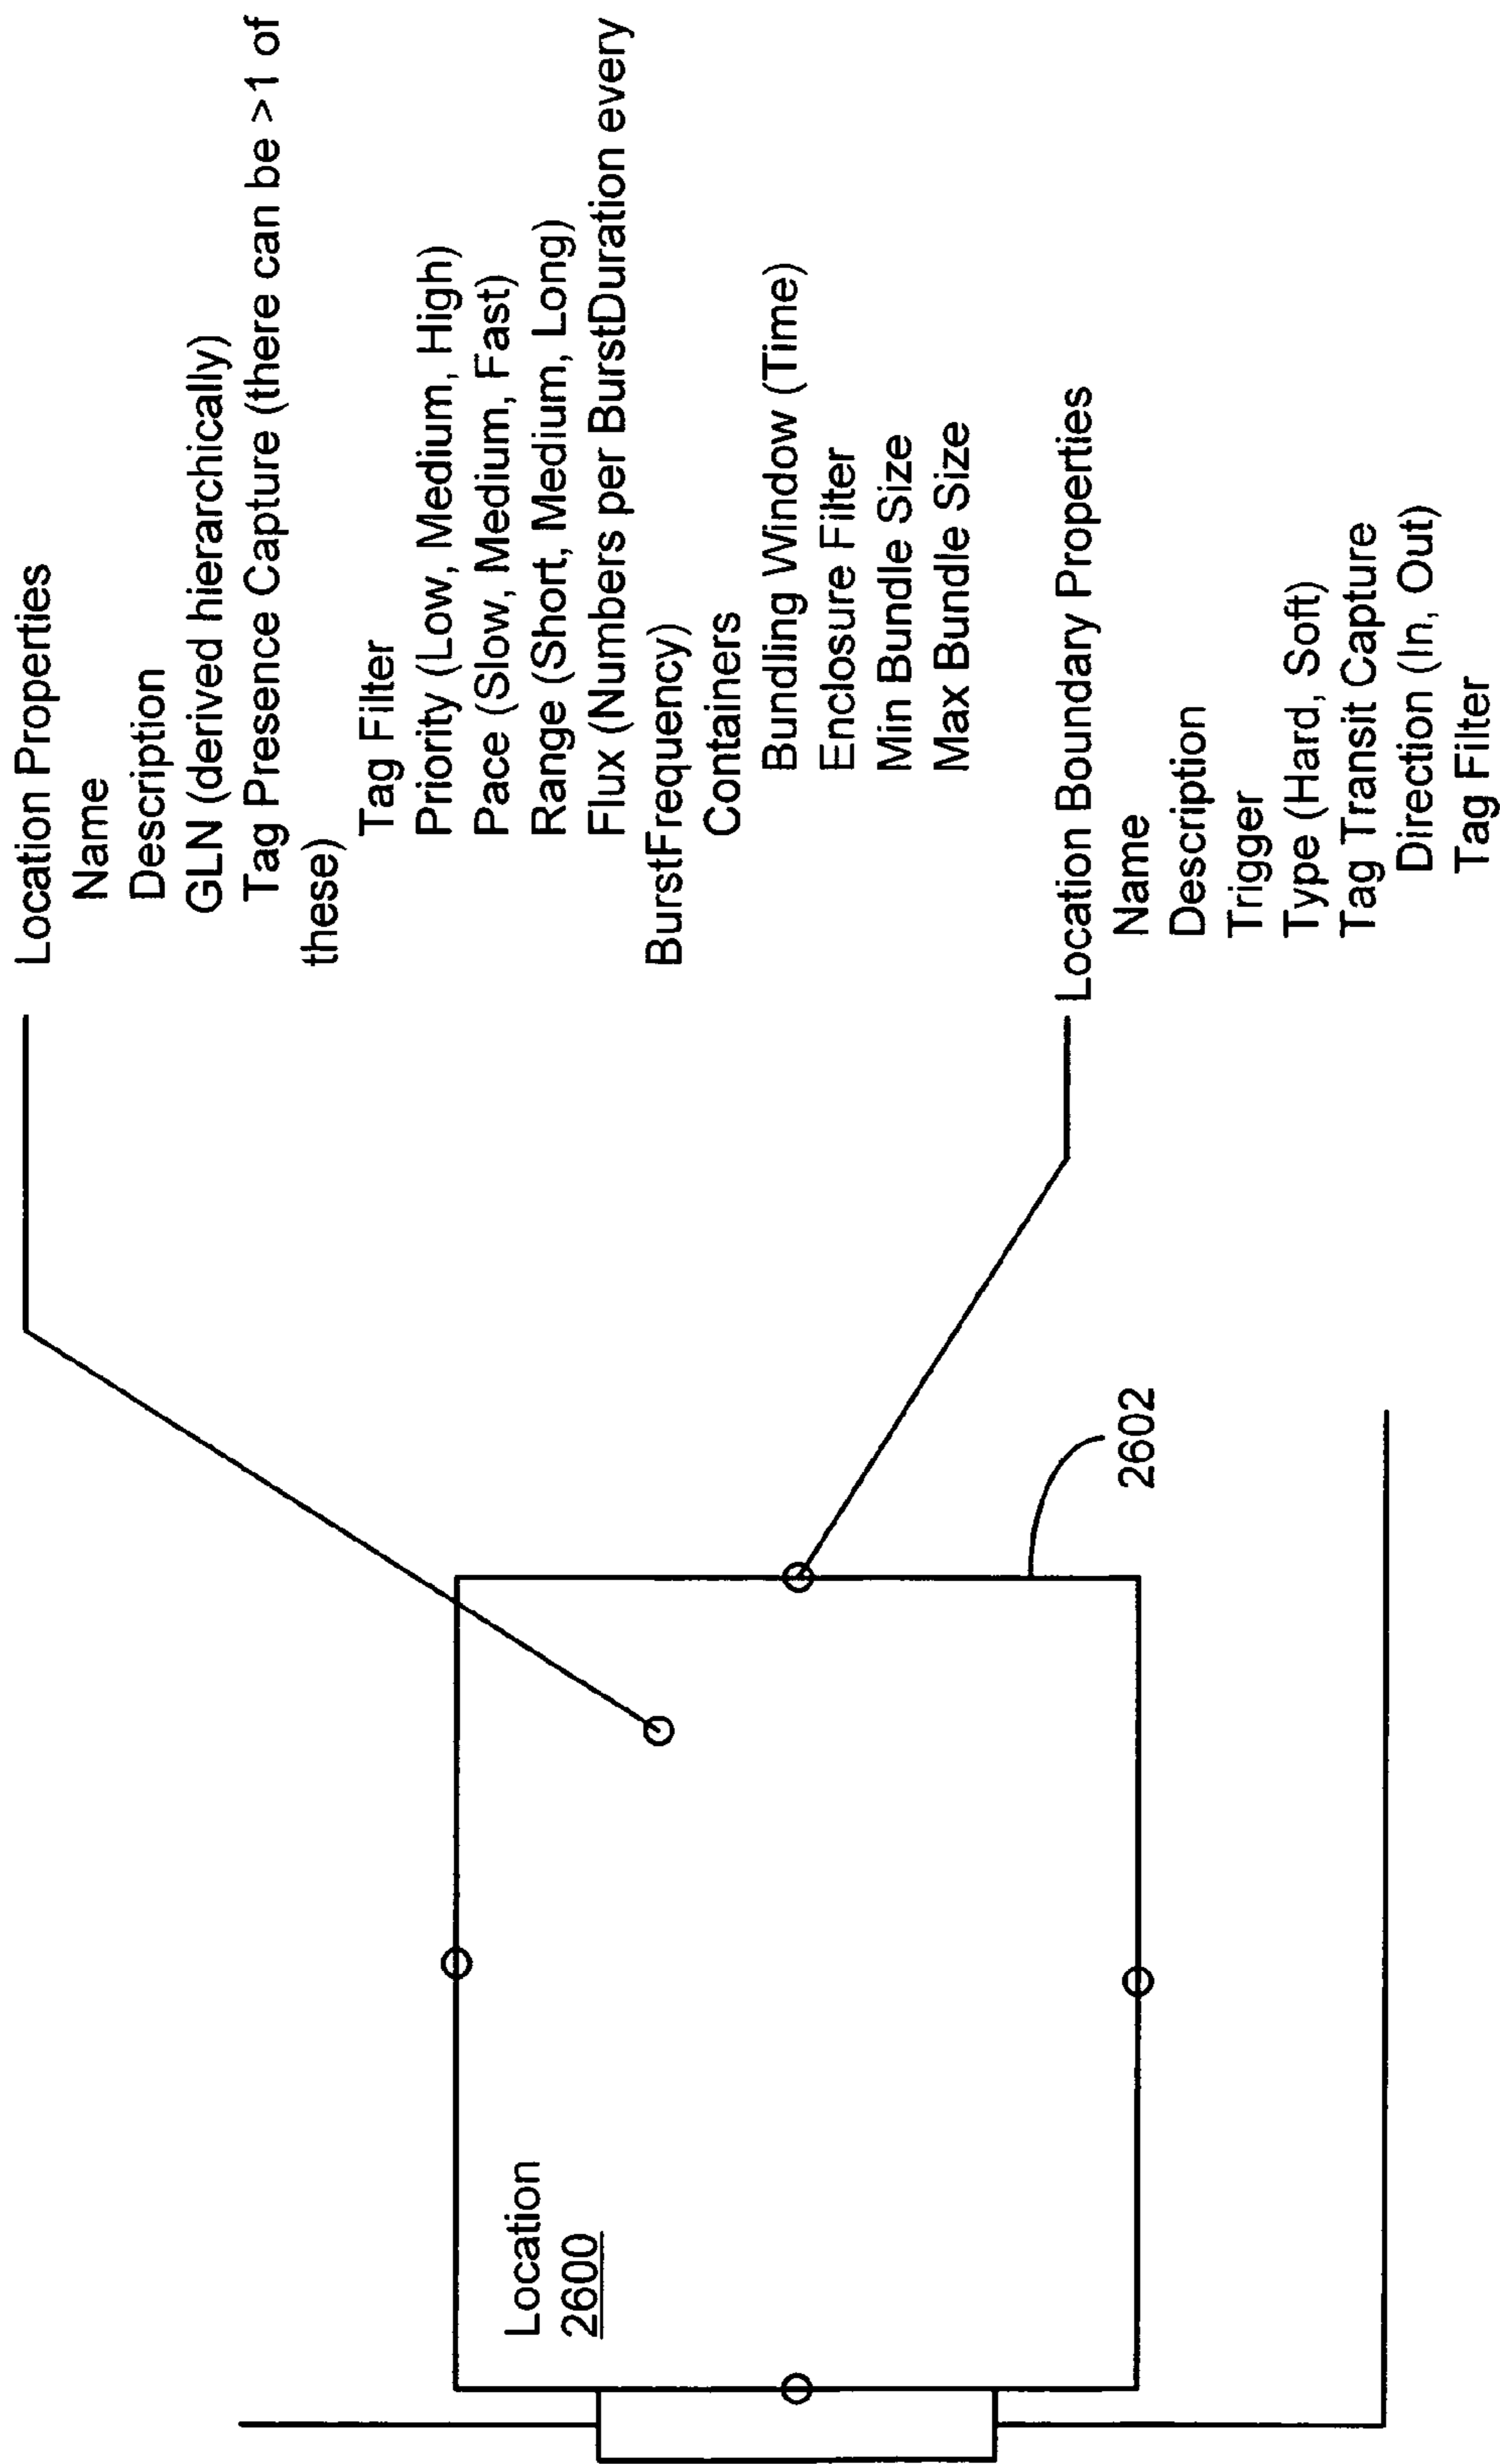 Location Properties
Name
Description
GLN (derived hierarchically)
Tag Presence Capture (there can be >1 of
these)
Tag Filter
Priority (Low, Medium, High)
Pace (Slow, Medium, Fast)
Range (Short, Medium, Long)
Flux (Numbers per BurstDuration every
BurstFrequency)
Containers
Bundling Window (Time)
Enclosure Filter
Min Bundle Size
Max Bundle Size
Location Boundary Properties
Name
Description
Trigger
Type (Hard, Soft)
Tag Transit Capture
Direction (In, Out)
Tag Filter
Location
2600
2602